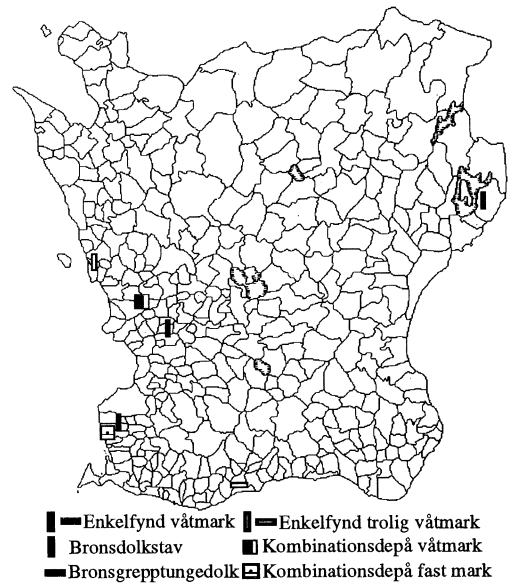 Enkelfynd våtmark Enkelfynd trolig våtmark
Bronsdolkstav Kombinationsdepå våtmark
Bronsgrepptungedolk Kombinationsdepå fast mark